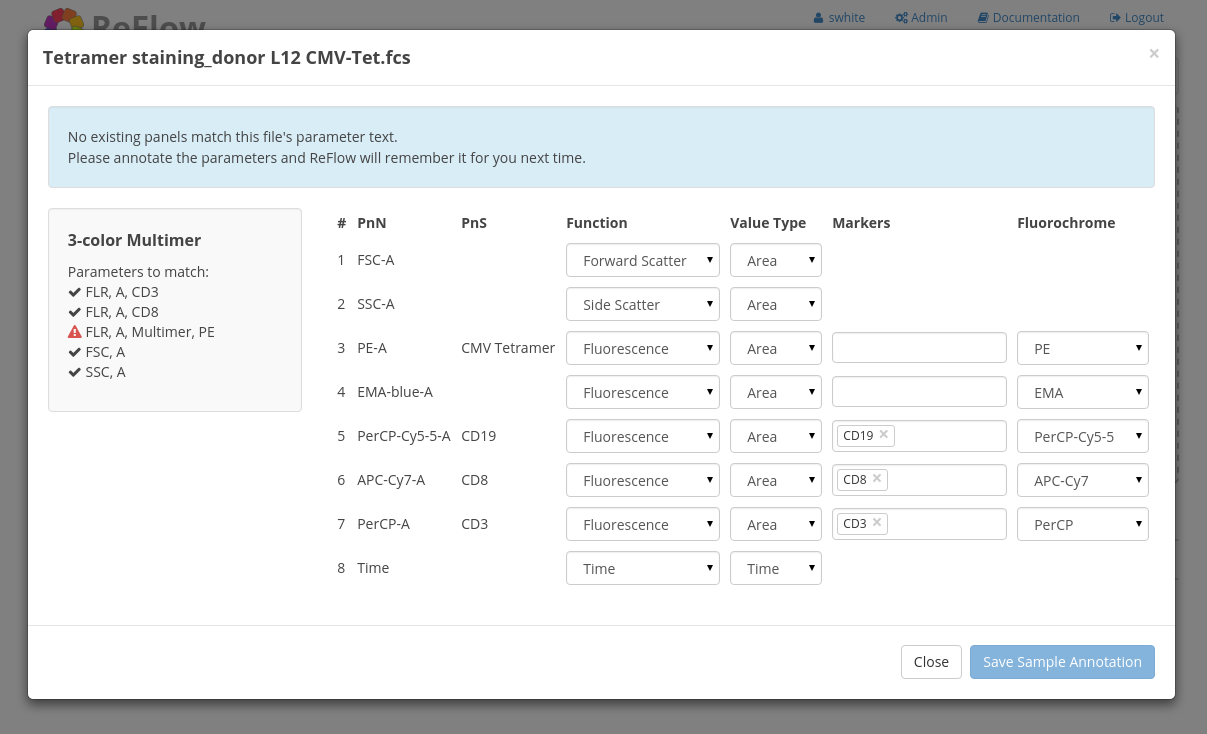 ReFlow
swhite Admin Documentation Logout
Tetramer staining_donor L12 CMV-Tet.fcs ×
No existing panels match this file's parameter text.
Please annotate the parameters and ReFlow will remember it for you next time.
3-color Multimer
Parameters to match:
FLR, A, CD3
FLR, A, CD8
FLR, A, Multimer, PE
FSC, A
SSC, A
# PnN PnS Function Value Type Markers Fluorochrome
1 FSC-A Forward Scatter Area
2 SSC-A Side Scatter Area
3 PE-A CMV Tetramer Fluorescence Area PE
4 EMA-blue-A Fluorescence Area EMA
5 PerCP-Cy5-5-A CD19 Fluorescence Area CD19 × PerCP-Cy5-5
6 APC-Cy7-A CD8 Fluorescence Area CD8 × APC-Cy7
7 PerCP-A CD3 Fluorescence Area CD3 × PerCP
8 Time Time Time
Close Save Sample Annotation